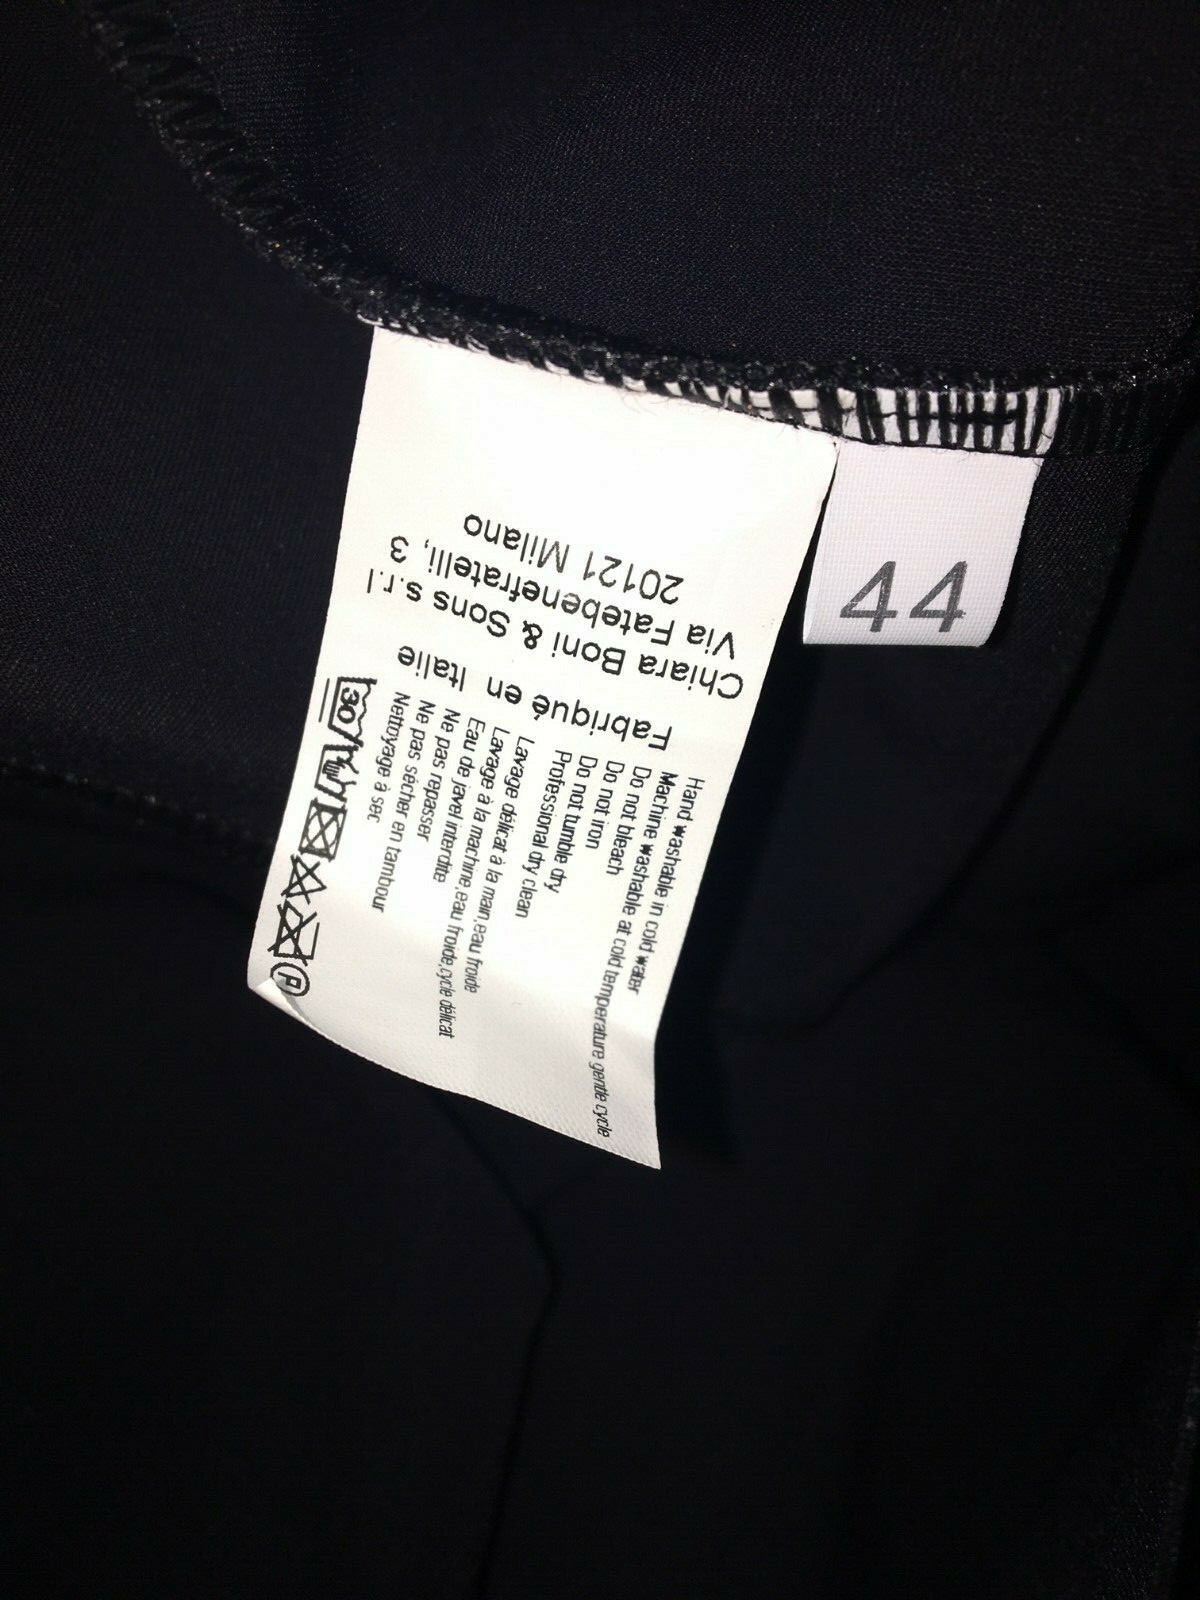 Chiara Boni & Sons s.r.l
Via Fatebenefratelli, 3
20121 Milano
Fabriqué en Italie
Hand washable in cold water
Machine washable at cold temperature gentle cycle
Do not bleach
Do not iron
Do not tumble dry
Professional dry clean
Lavage délicat à la main,eau froide
Lavage à la machine,eau froide,cycle délicat
Eau de javel interdite
Ne pas repasser
Ne pas sécher en tambour
Nettoyage à sec
30
P
44